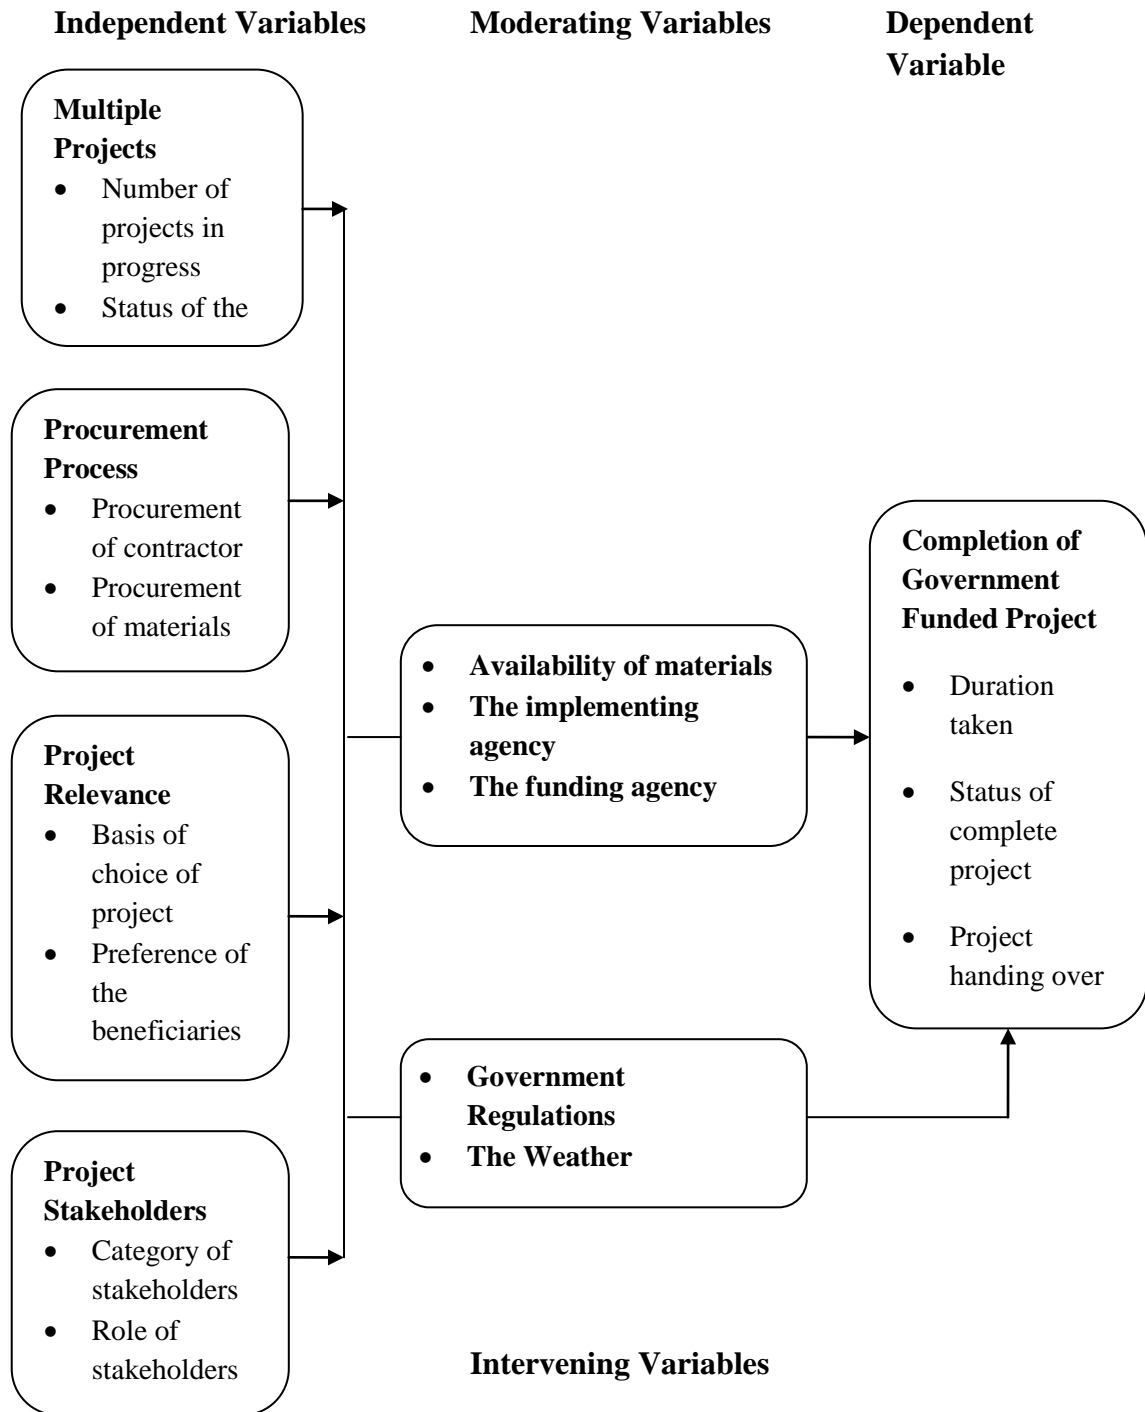 Independent Variables
Moderating Variables
Dependent
Variable
Multiple
Projects
• Number of
projects in
progress
• Status of the
Procurement
Process
• Procurement
of contractor
• Procurement
of materials
Project
Relevance
• Basis of
choice of
project
• Preference of
the
beneficiaries
Project
Stakeholders
• Category of
stakeholders
• Role of
stakeholders
• Availability of materials
• The implementing
agency
• The funding agency
• Government
Regulations
• The Weather
Intervening Variables
Completion of
Government
Funded Project
• Duration
taken
• Status of
complete
project
• Project
handing over